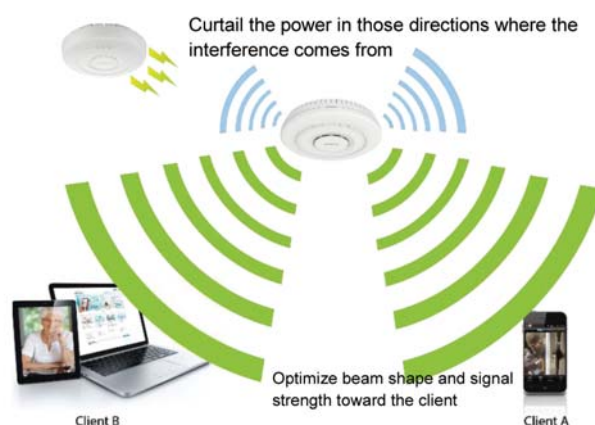 Curtail the power in those directions where the
interference comes from
Optimize beam shape and signal
strength toward the client
Client B
Client A